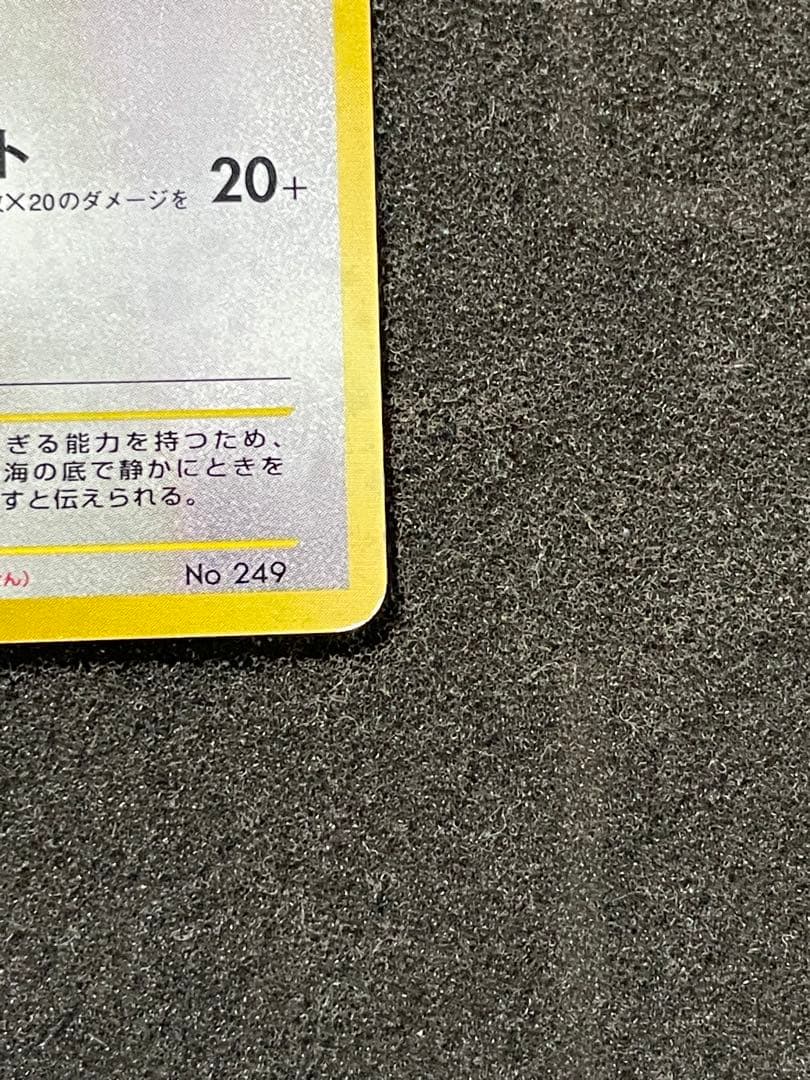 ト
×20のダメージを 20+
ぎる能力を持つため、
海の底で静かにときを
すと伝えられる。
ん) No 249